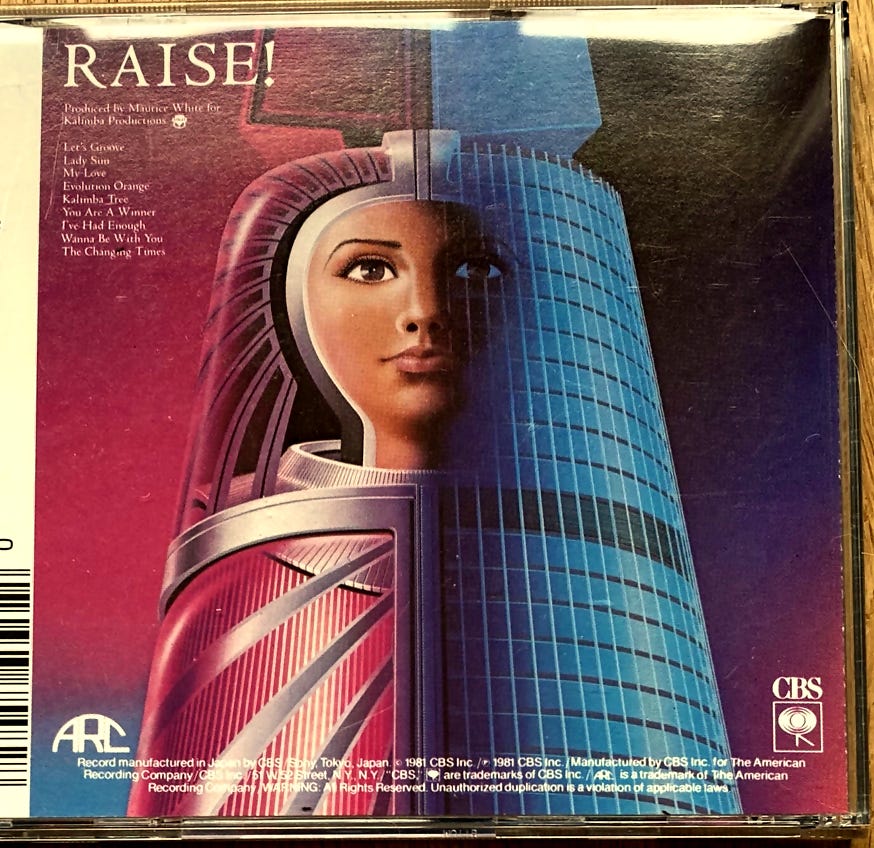 RAISE!
Produced by Maurice White for
Kalimba Productions
Let's Groove
Lady Sun
My Love
Evolution Orange
Kalimba Tree
You Are A Winner
I've Had Enough
Wanna Be With You
The Changing Times
CBS
ARC
Record manufactured in Japan by CBS/Sony, Tokyo, Japan. © 1981 CBS Inc./℗ 1981 CBS Inc./Manufactured by CBS Inc. for The American
Recording Company/CBS Inc./51 W. 52 Street, N.Y., N.Y./"CBS," are trademarks of CBS Inc./ ARC is a trademark of The American
Recording Company./WARNING: All Rights Reserved. Unauthorized duplication is a violation of applicable laws.
0